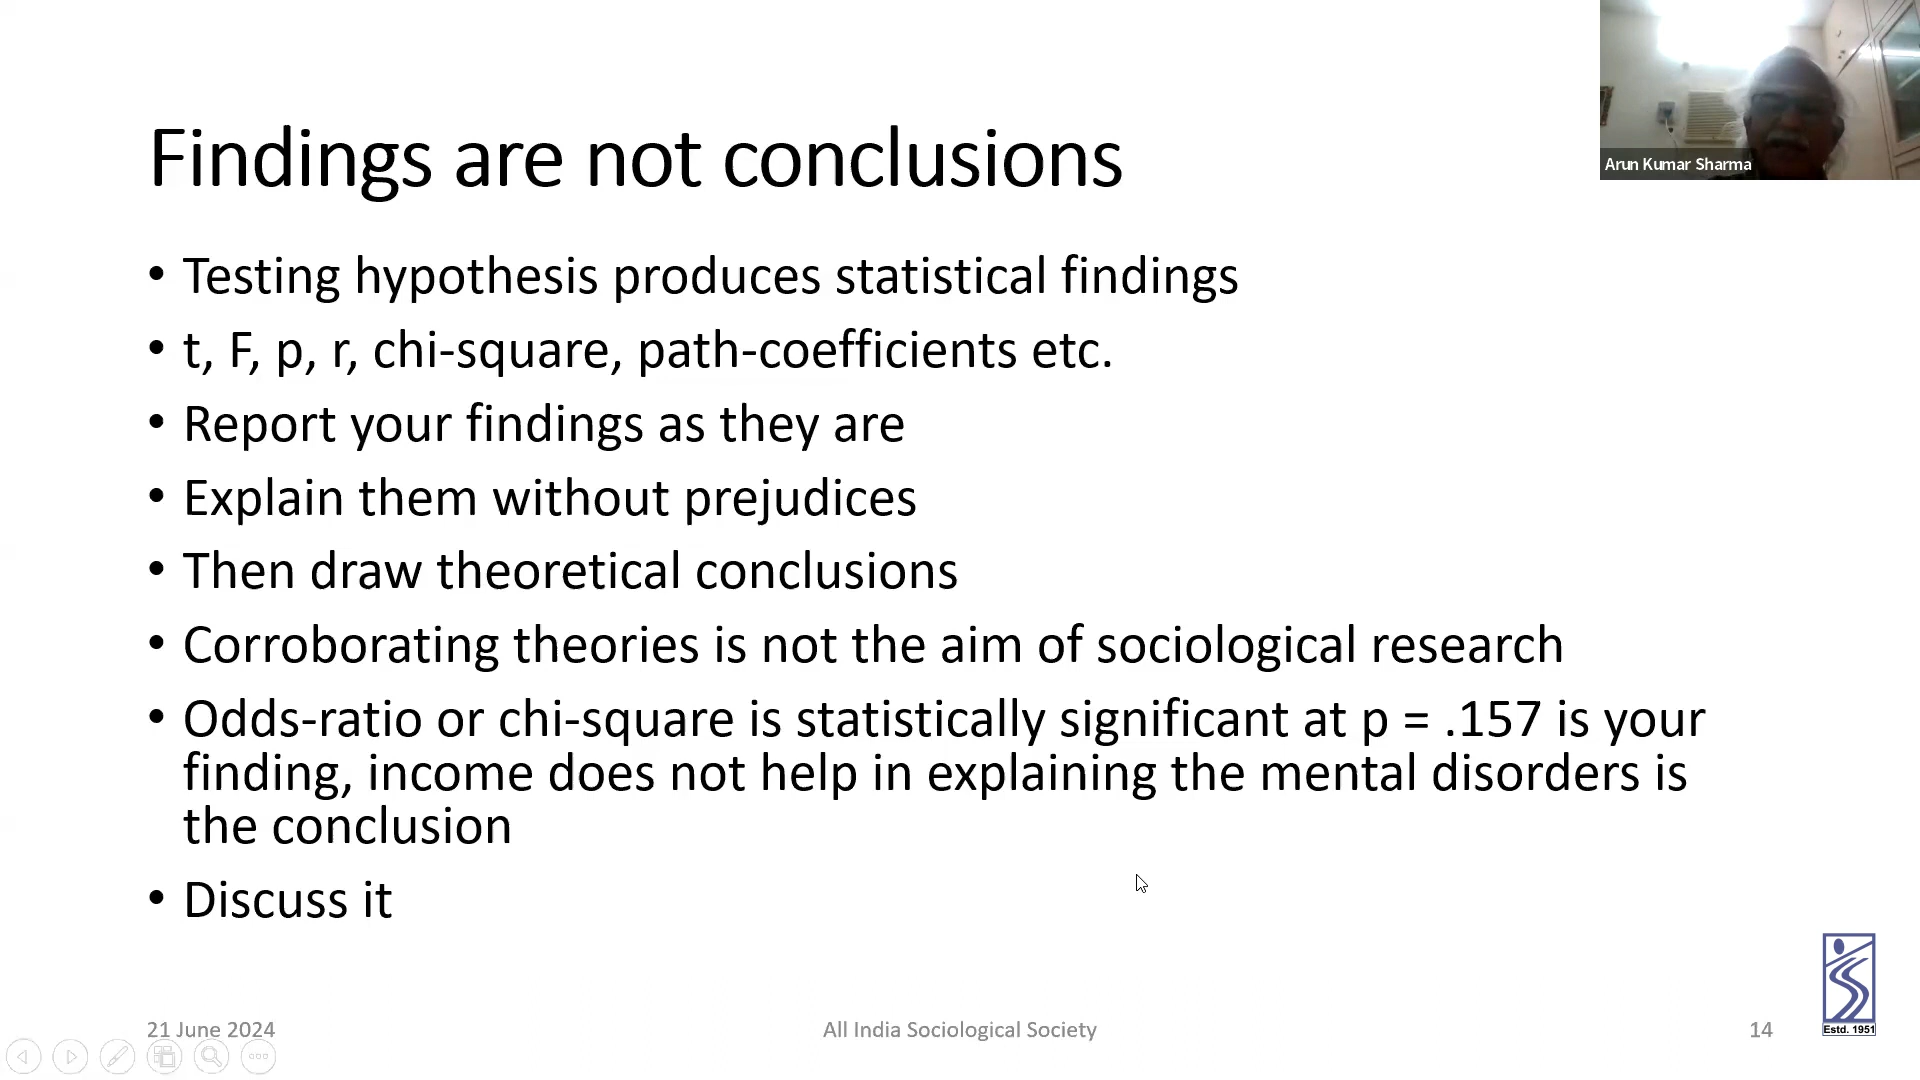 Arun Kumar Sharma
Findings are not conclusions
• Testing hypothesis produces statistical findings
• t, F, p, r, chi-square, path-coefficients etc.
• Report your findings as they are
• Explain them without prejudices
• Then draw theoretical conclusions
• Corroborating theories is not the aim of sociological research
• Odds-ratio or chi-square is statistically significant at p = .157 is your
finding, income does not help in explaining the mental disorders is
the conclusion
• Discuss it
21 June 2024
All India Sociological Society
14
Estd. 1951